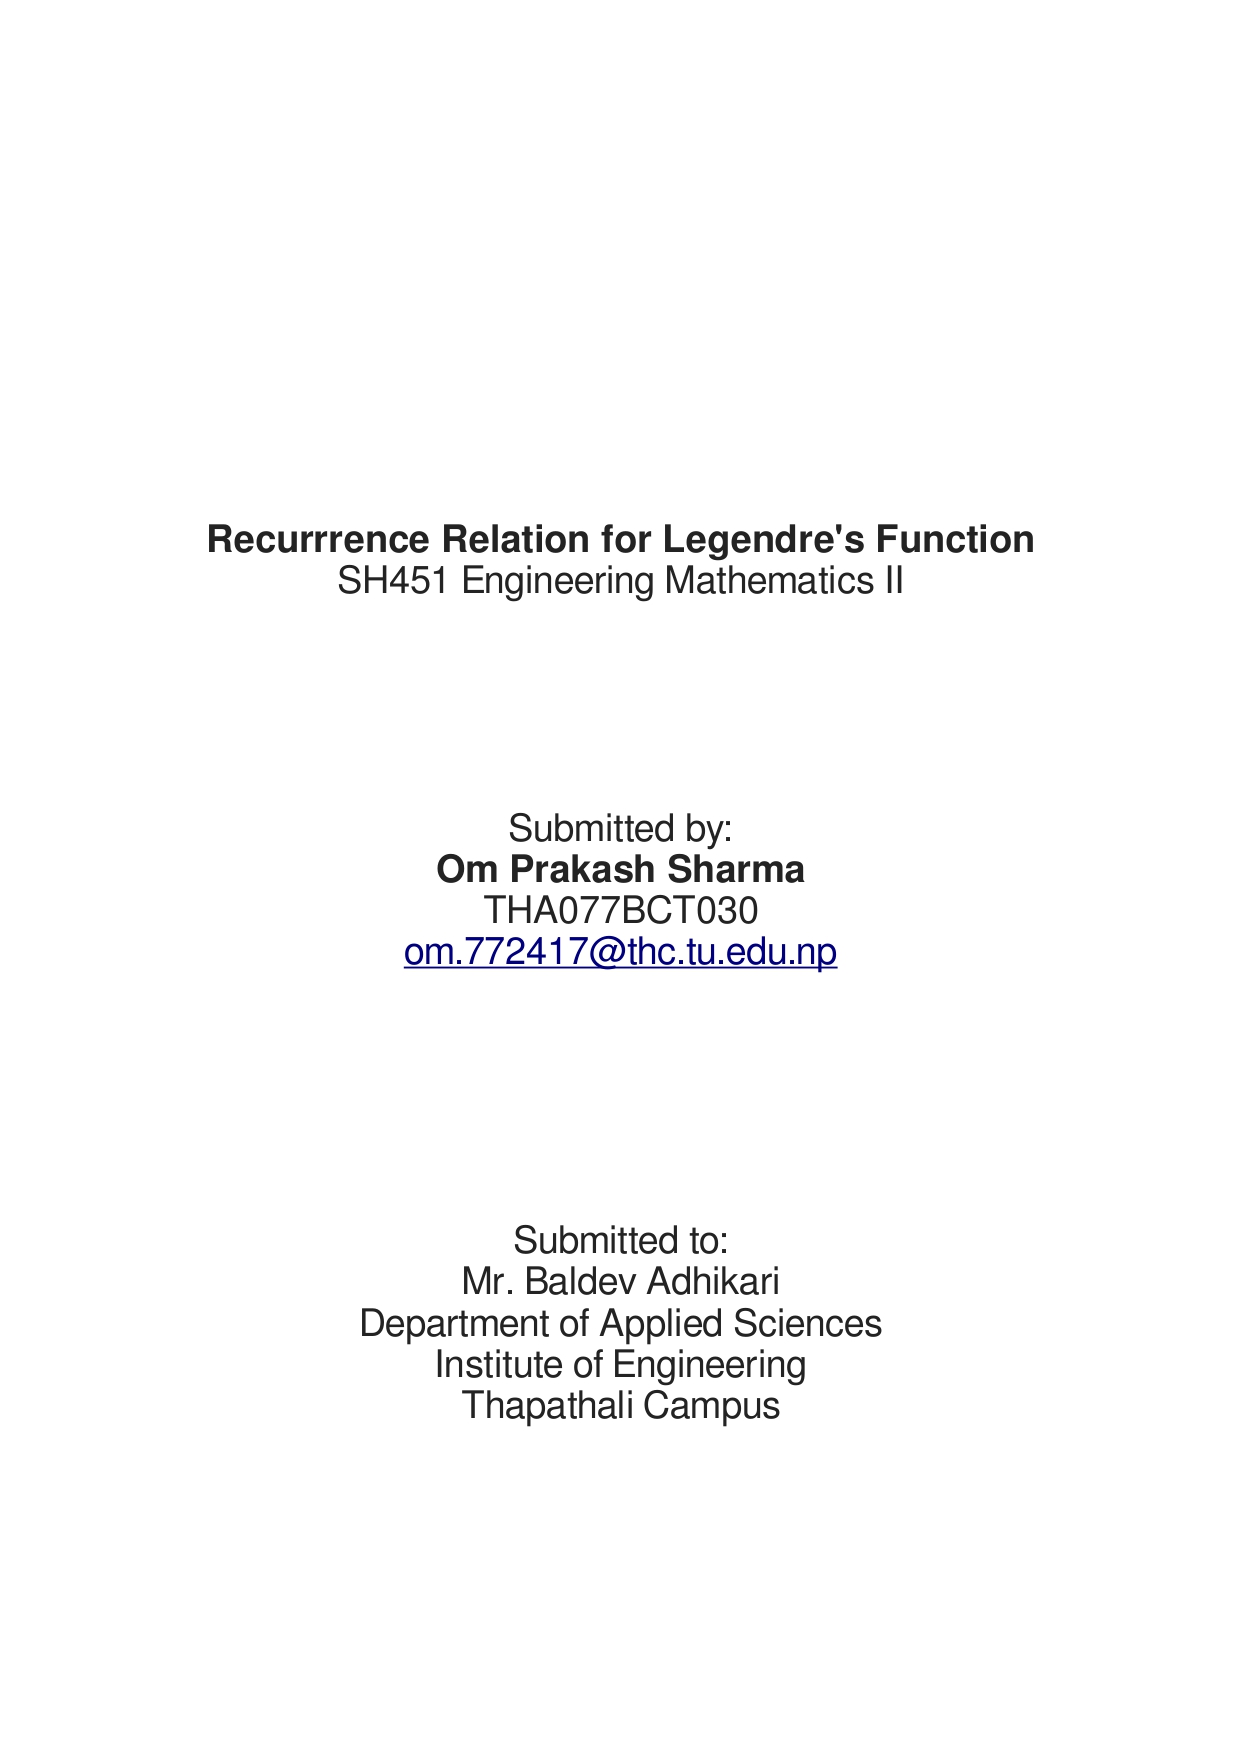 Recurrrence Relation for Legendre's Function
SH451 Engineering Mathematics II
Submitted by:
Om Prakash Sharma
THA077BCT030
om.772417@thc.tu.edu.np
Submitted to:
Mr. Baldev Adhikari
Department of Applied Sciences
Institute of Engineering
Thapathali Campus